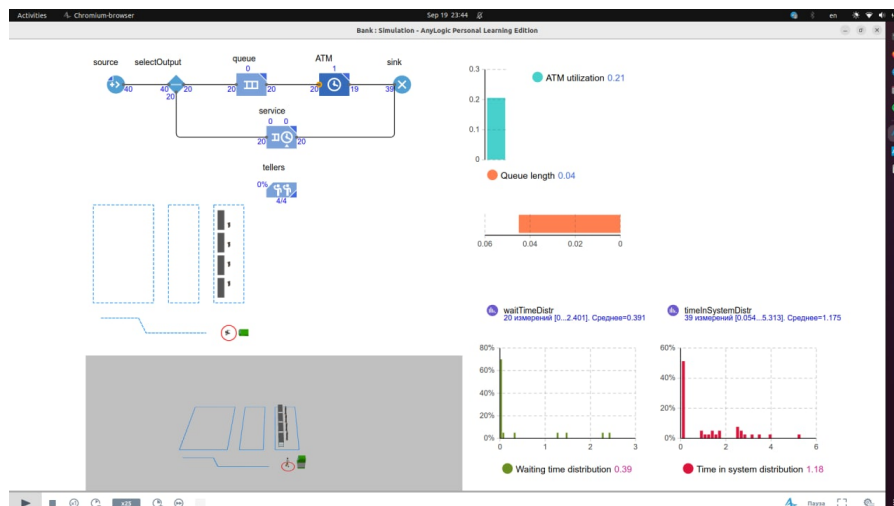 Activities
Chromium-browser
Sep 19 23:44
en
Bank : Simulation - AnyLogic Personal Learning Edition
source
selectOutput
queue
ATM
sink
0
1
40
40
20
20
20
20
20
19
39
service
0 0
20
20
tellers
0%
4/4
0.3
0.2
0.1
0
ATM utilization 0.21
Queue length 0.04
0.06
0.04
0.02
0
waitTimeDistr
20 измерений [0...2.401]. Среднее=0.391
timeInSystemDistr
39 измерений [0.054...5.313]. Среднее=1.175
80%
60%
40%
20%
0%
0
1
2
3
Waiting time distribution 0.39
60%
40%
20%
0%
0
2
4
6
Time in system distribution 1.18
x25
Пауза